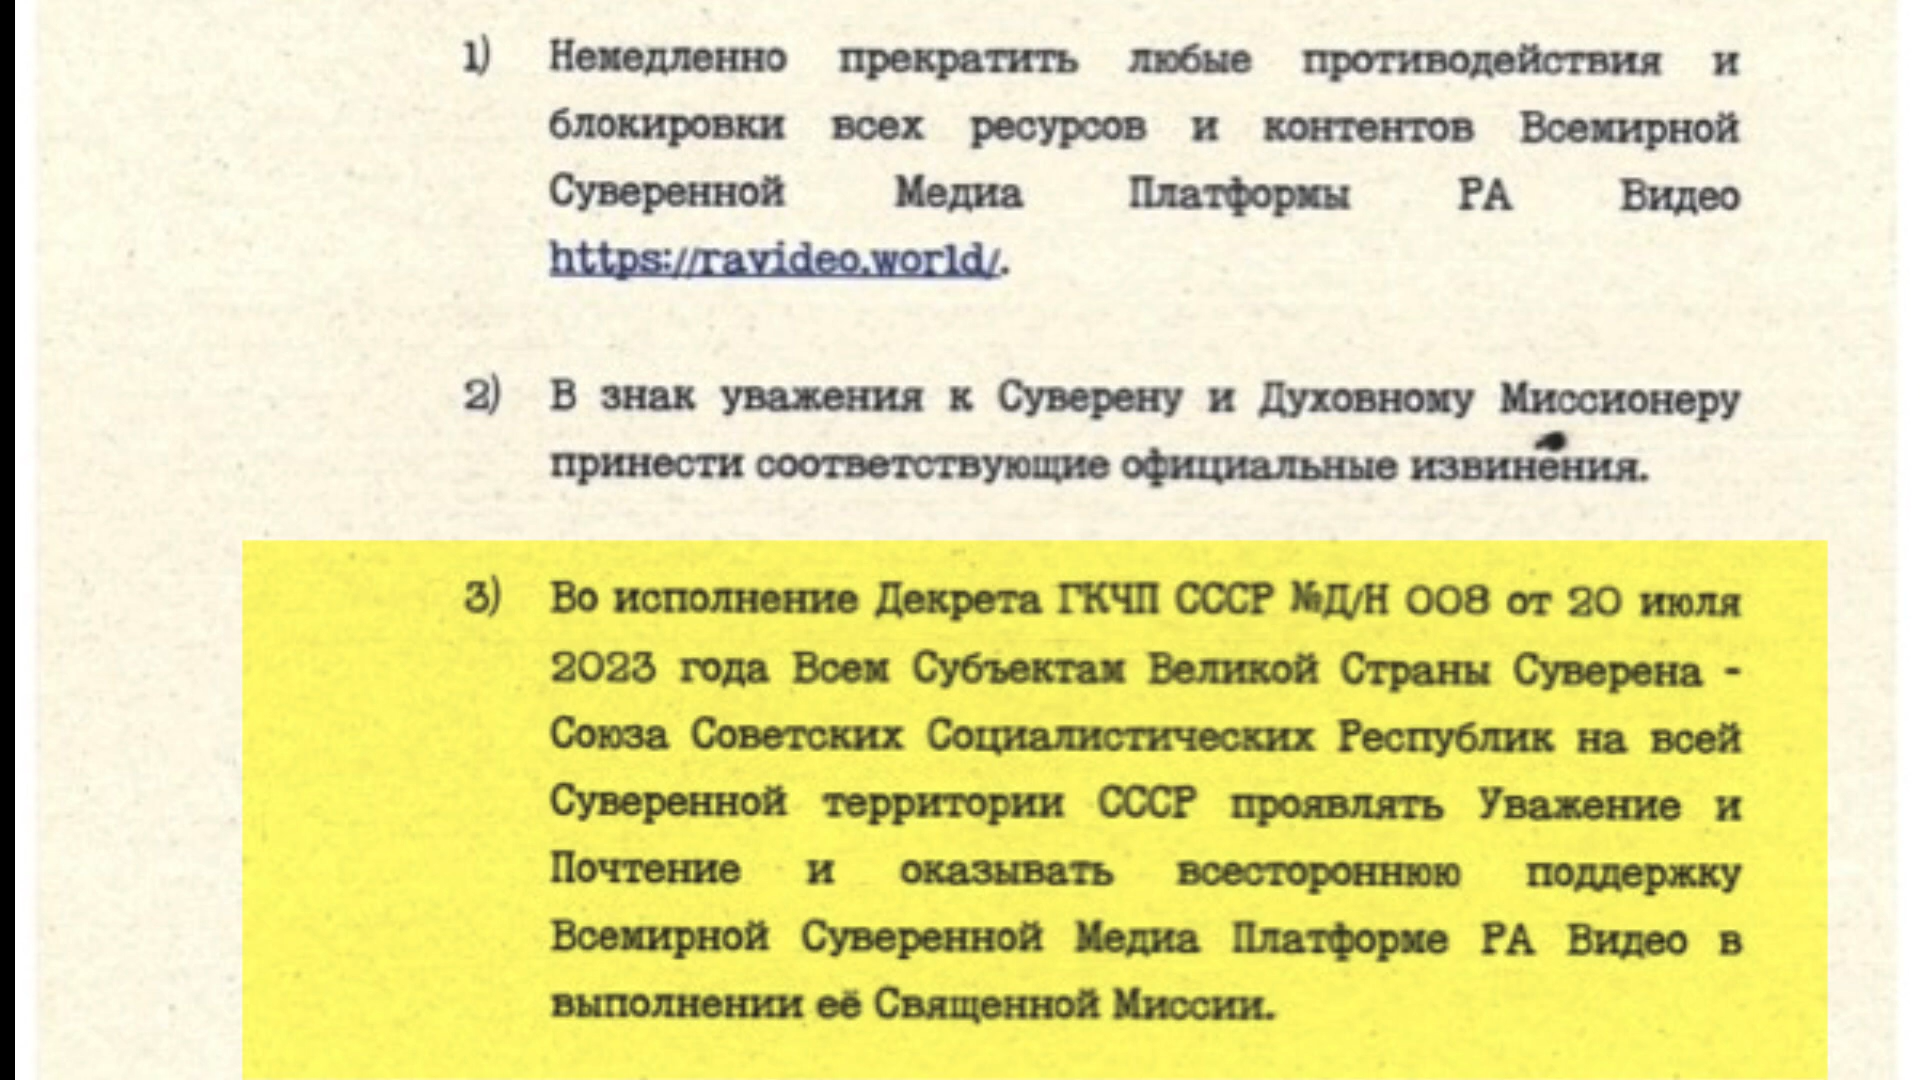 1) Немедленно прекратить любые противодействия и
блокировки всех ресурсов и контентов Всемирной
Суверенной Медиа Платформы РА Видео
https://ravideo.world/.
2) В знак уважения к Суверену и Духовному Миссионеру
принести соответствующие официальные извинения.
3) Во исполнение Декрета ГКЧП СССР №Д/Н 008 от 20 июля
2023 года Всем Субъектам Великой Страны Суверена -
Союза Советских Социалистических Республик на всей
Суверенной территории СССР проявлять Уважение и
Почтение и оказывать всестороннюю поддержку
Всемирной Суверенной Медиа Платформе РА Видео в
выполнении её Священной Миссии.